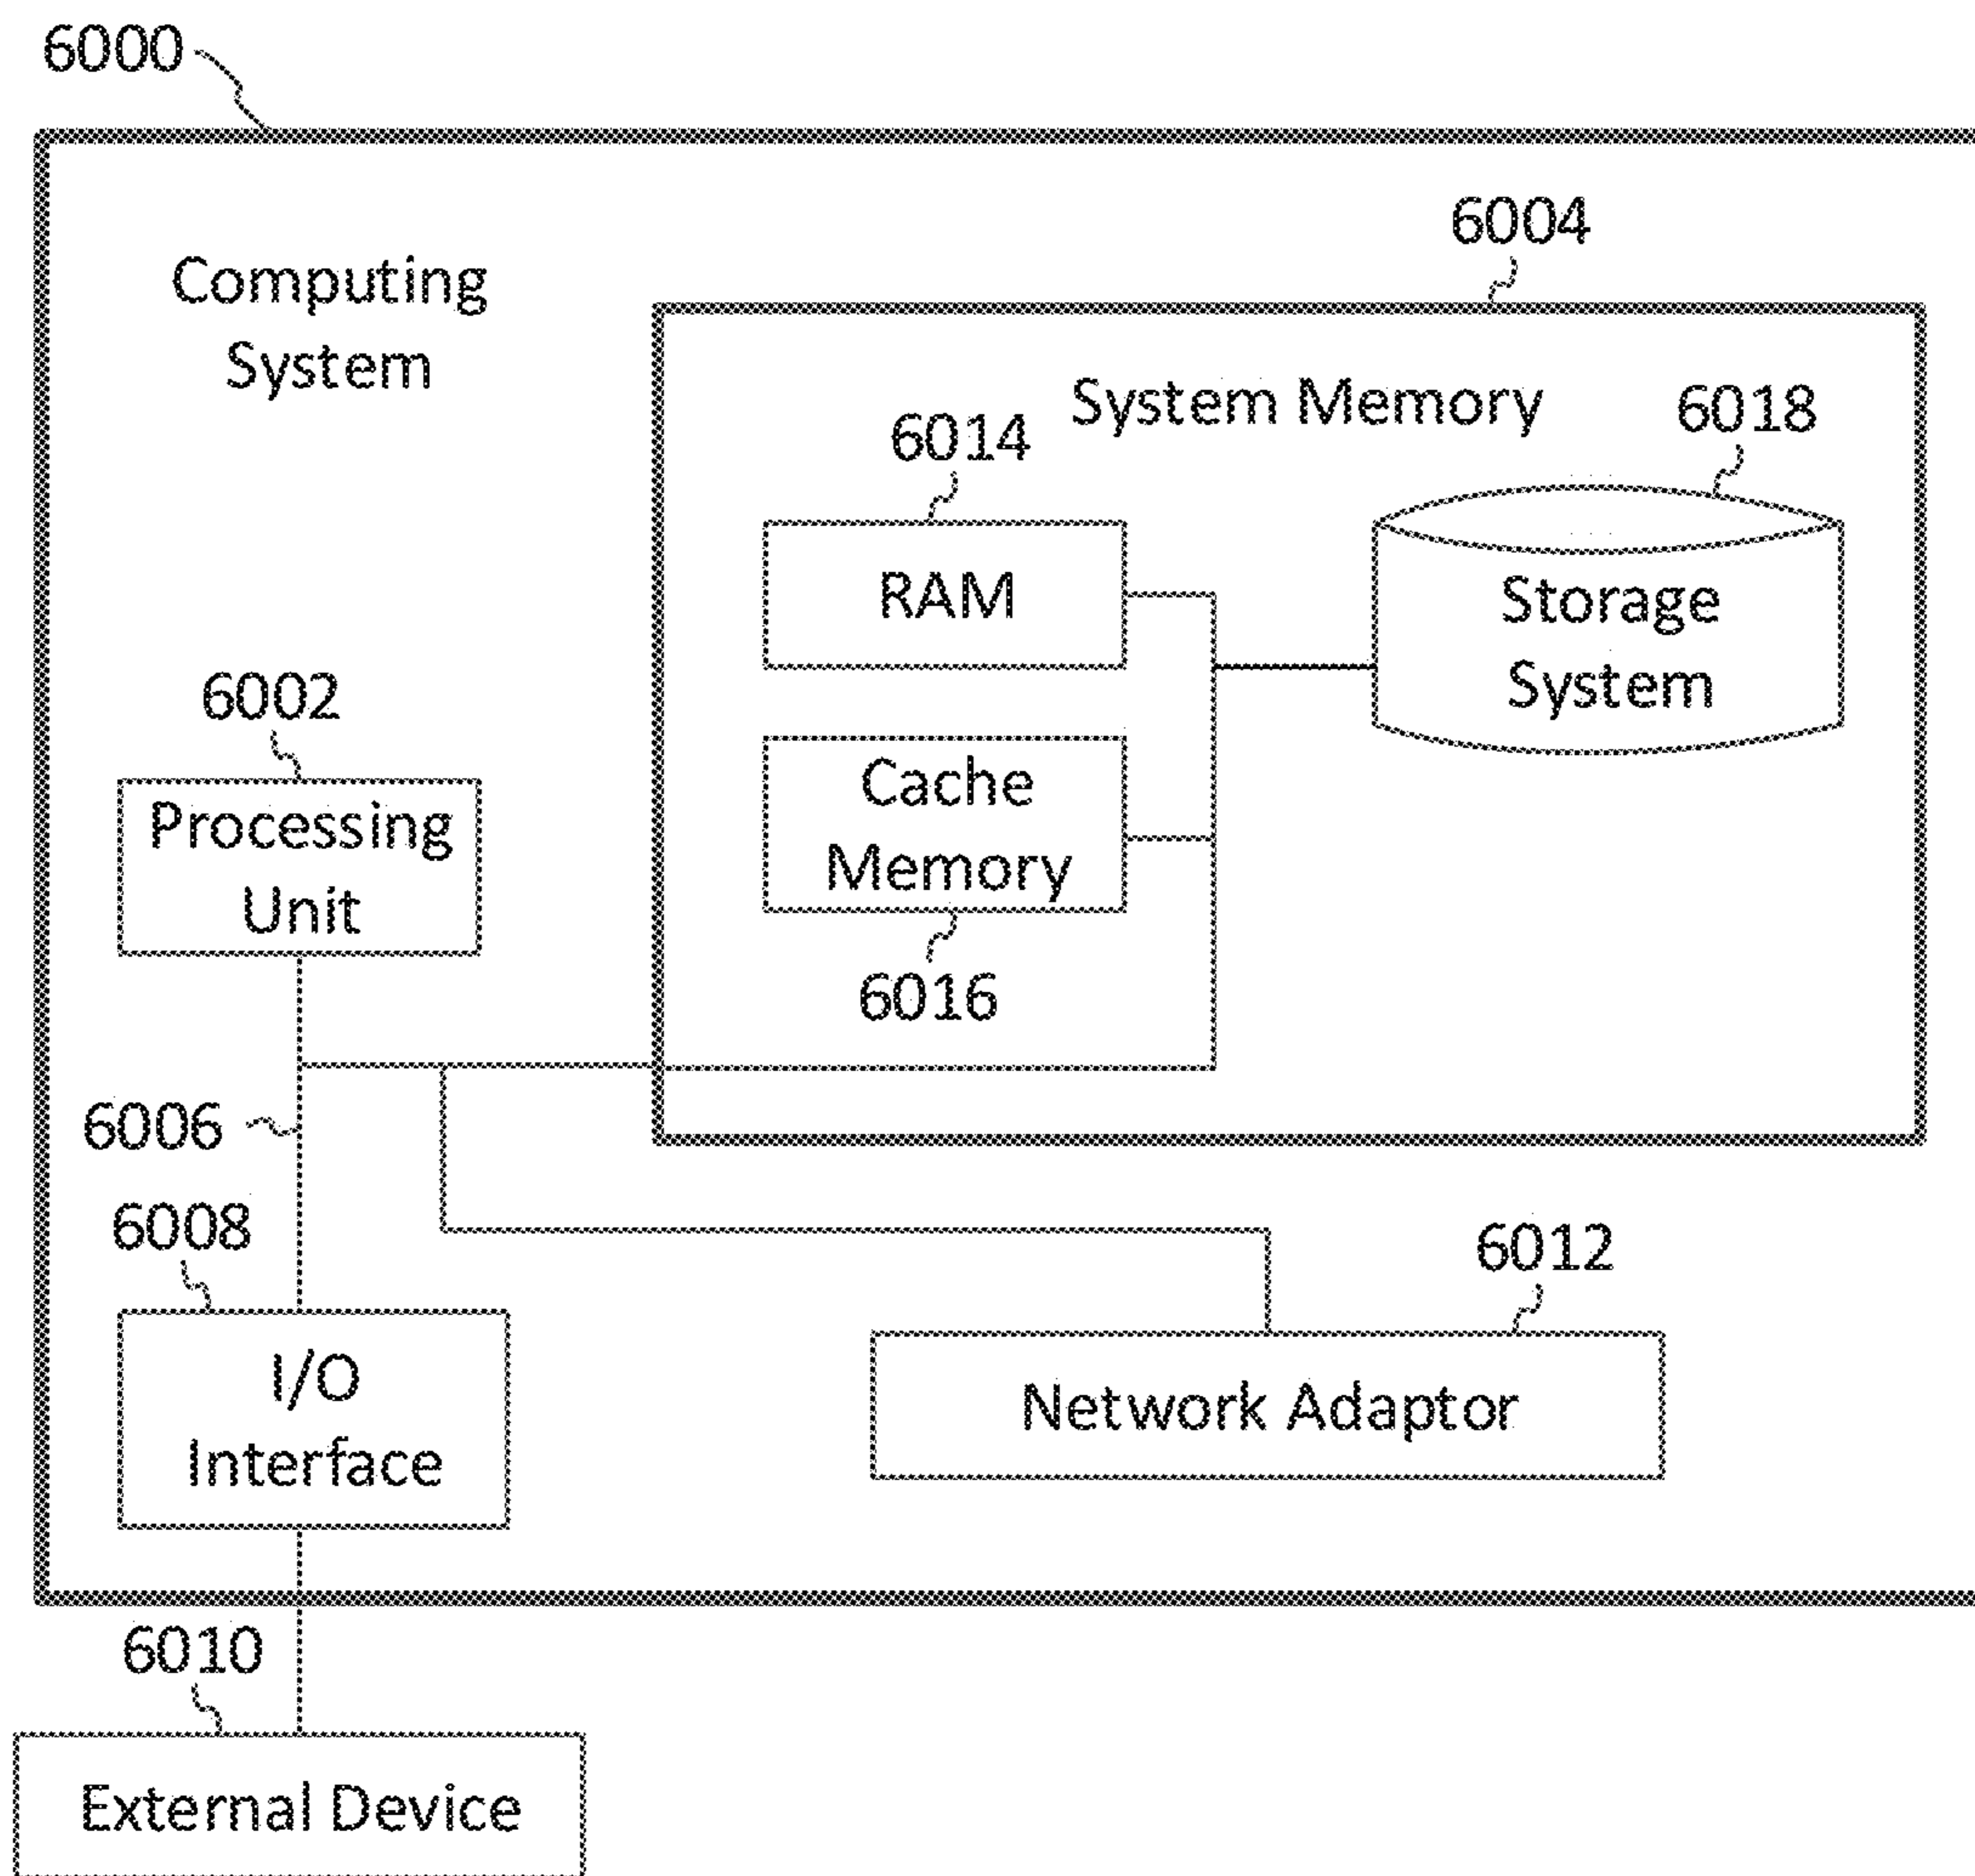 6000
6004
Computing
System
System Memory
6018
6014
RAM
Storage
System
6002
Processing
Unit
Cache
Memory
6016
6006
6008
6012
I/O
Interface
Network Adaptor
6010
External Device